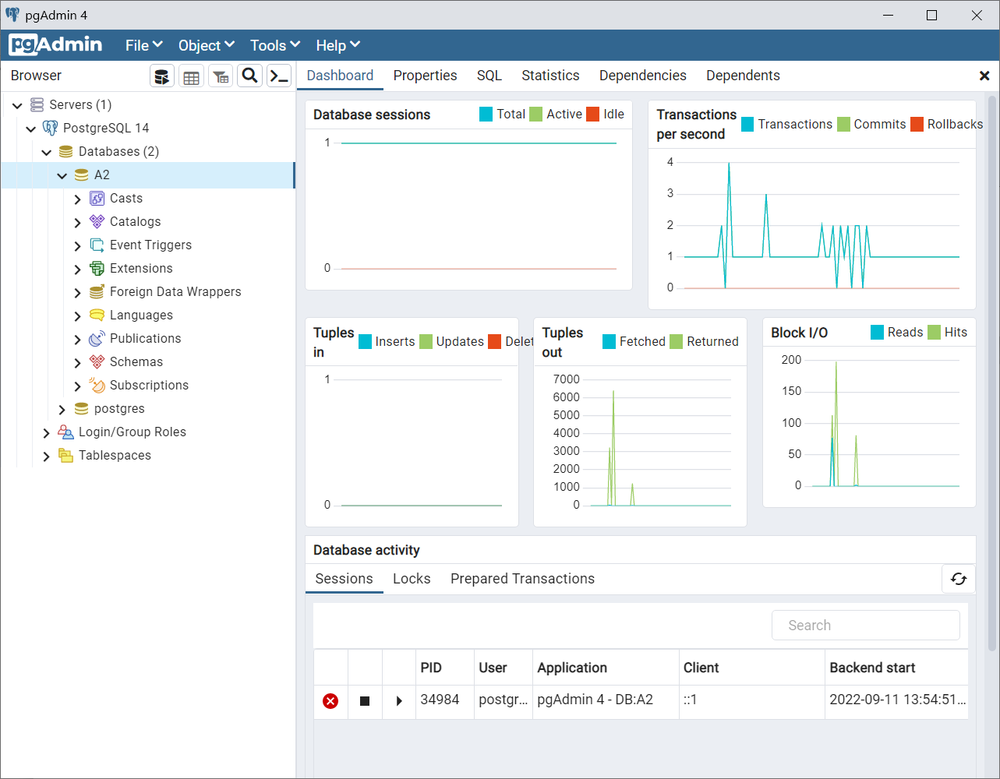 pgAdmin 4
pgAdmin File Object Tools Help
Browser
Dashboard Properties SQL Statistics Dependencies Dependents
Servers (1)
PostgreSQL 14
Databases (2)
A2
Casts
Catalogs
Event Triggers
Extensions
Foreign Data Wrappers
Languages
Publications
Schemas
Subscriptions
postgres
Login/Group Roles
Tablespaces
Database sessions
Total Active Idle
1
0
Transactions
per second
Transactions Commits Rollbacks
4
3
2
1
0
Tuples
in
Inserts Updates Delet
1
0
Tuples
out
Fetched Returned
7000
6000
5000
4000
3000
2000
1000
0
Block I/O
Reads Hits
200
150
100
50
0
Database activity
Sessions Locks Prepared Transactions
Search
PID User Application Client Backend start
34984 postgr... pgAdmin 4 - DB:A2 ::1 2022-09-11 13:54:51...